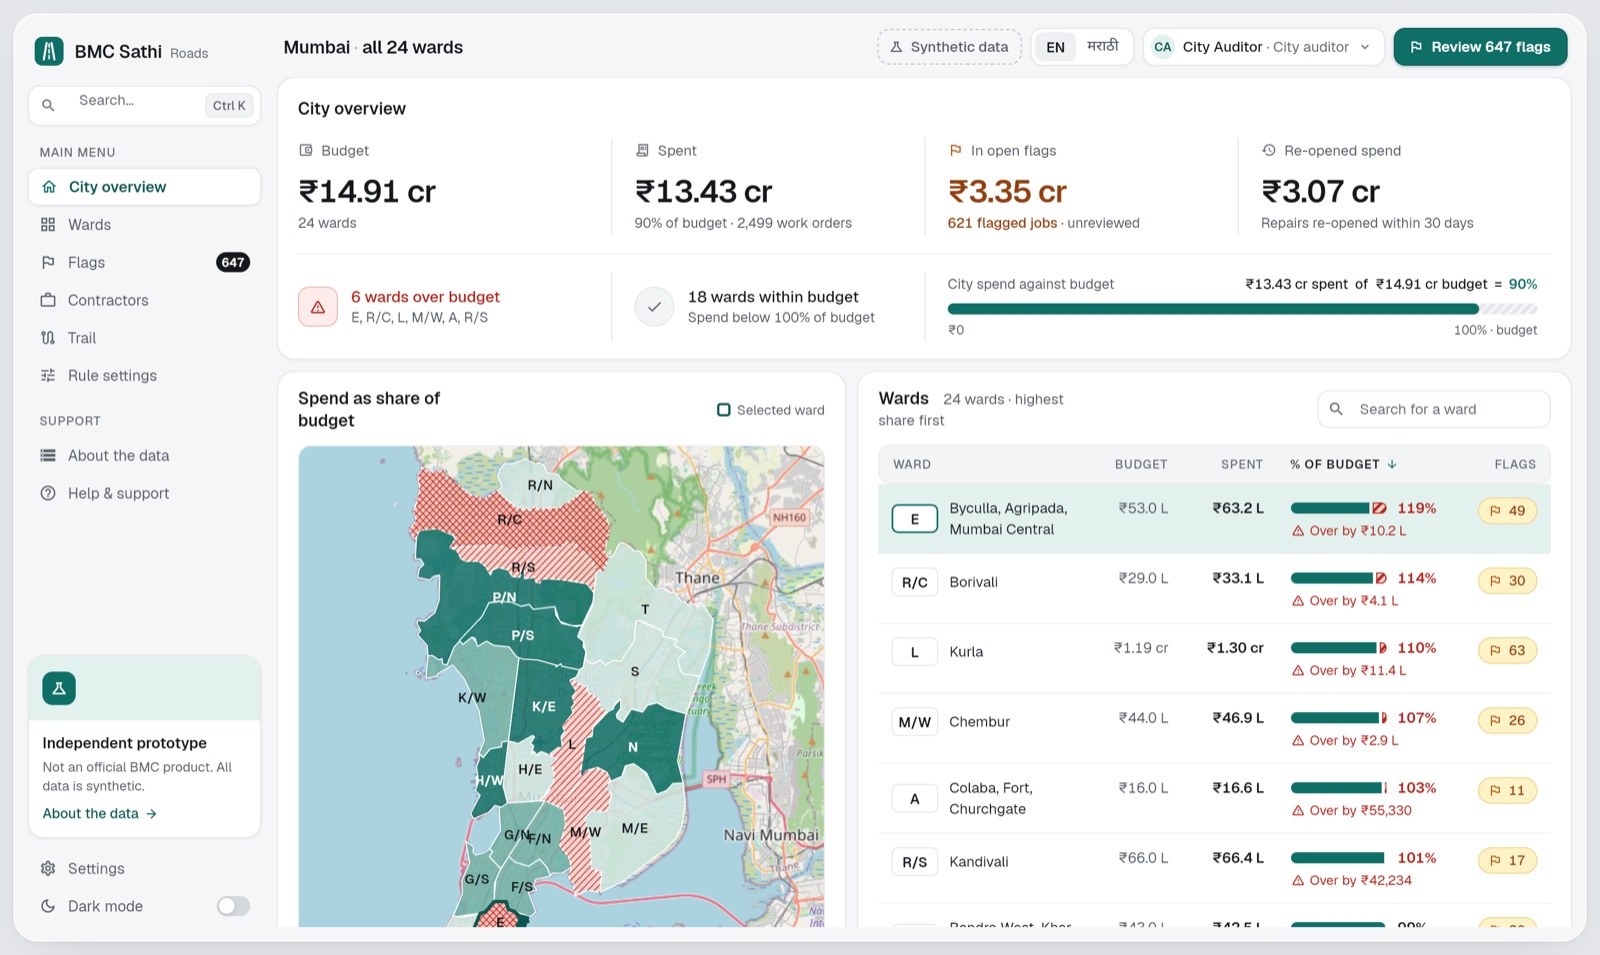 BMC Sathi Roads
Search...
Ctrl K
MAIN MENU
City overview
Wards
Flags
647
Contractors
Trail
Rule settings
SUPPORT
About the data
Help & support
Independent prototype
Not an official BMC product. All
data is synthetic.
About the data →
Settings
Dark mode
Mumbai · all 24 wards
Synthetic data
EN
मराठी
CA
City Auditor · City auditor
Review 647 flags
City overview
Budget
₹14.91 cr
24 wards
Spent
₹13.43 cr
90% of budget · 2,499 work orders
In open flags
₹3.35 cr
621 flagged jobs · unreviewed
Re-opened spend
₹3.07 cr
Repairs re-opened within 30 days
6 wards over budget
E, R/C, L, M/W, A, R/S
18 wards within budget
Spend below 100% of budget
City spend against budget
₹13.43 cr spent of ₹14.91 cr budget = 90%
₹0
100% · budget
Spend as share of
budget
Selected ward
R/N
R/C
NH160
R/S
Thane
P/N
T
Thane Subdistrict
P/S
S
K/W
K/E
L
N
H/W
H/E
SPH
G/N
F/N
M/W
M/E
Navi Mumbai
G/S
F/S
E
Wards 24 wards · highest
share first
Search for a ward
WARD BUDGET SPENT % OF BUDGET ↓ FLAGS
E
Byculla, Agripada,
Mumbai Central
₹53.0 L ₹63.2 L 119% 49
Over by ₹10.2 L
R/C Borivali ₹29.0 L ₹33.1 L 114% 30
Over by ₹4.1 L
L Kurla ₹1.19 cr ₹1.30 cr 110% 63
Over by ₹11.4 L
M/W Chembur ₹44.0 L ₹46.9 L 107% 26
Over by ₹2.9 L
A
Colaba, Fort,
Churchgate
₹16.0 L ₹16.6 L 103% 11
Over by ₹55,330
R/S Kandivali ₹66.0 L ₹66.4 L 101% 17
Over by ₹42,234